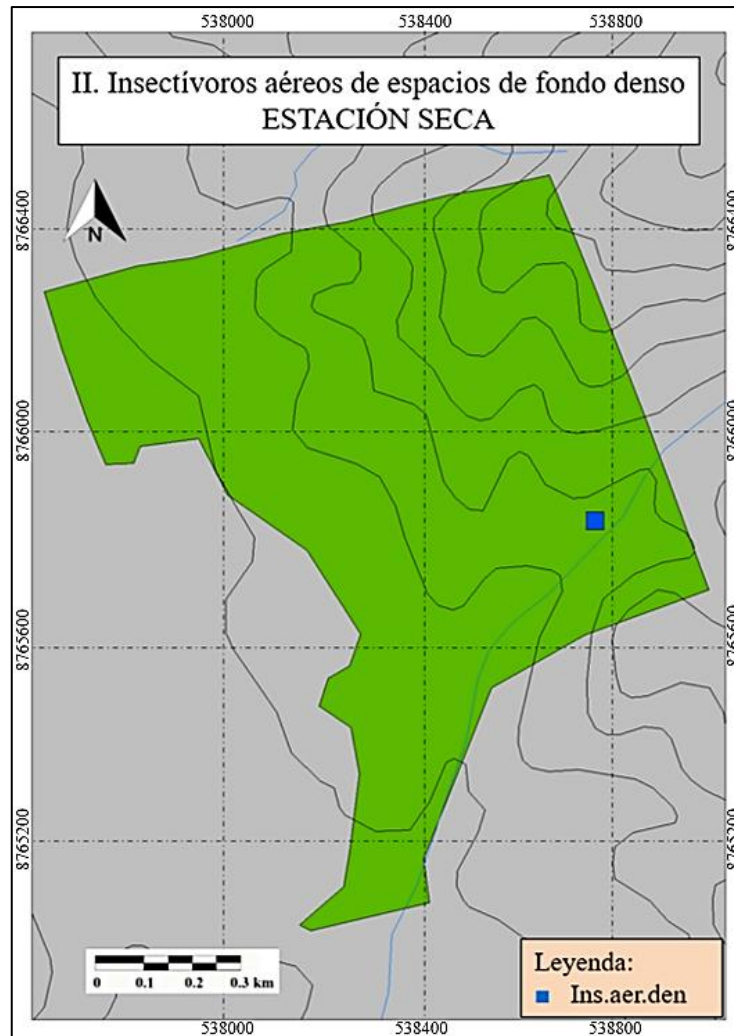 538000 538400 538800
II. Insectívoros aéreos de espacios de fondo denso
ESTACIÓN SECA
8766400 8766400
N
8766000 8766000
8765600 8765600
8765200 8765200
0 0.1 0.2 0.3 km
Leyenda:
Ins.aer.den
538000 538400 538800